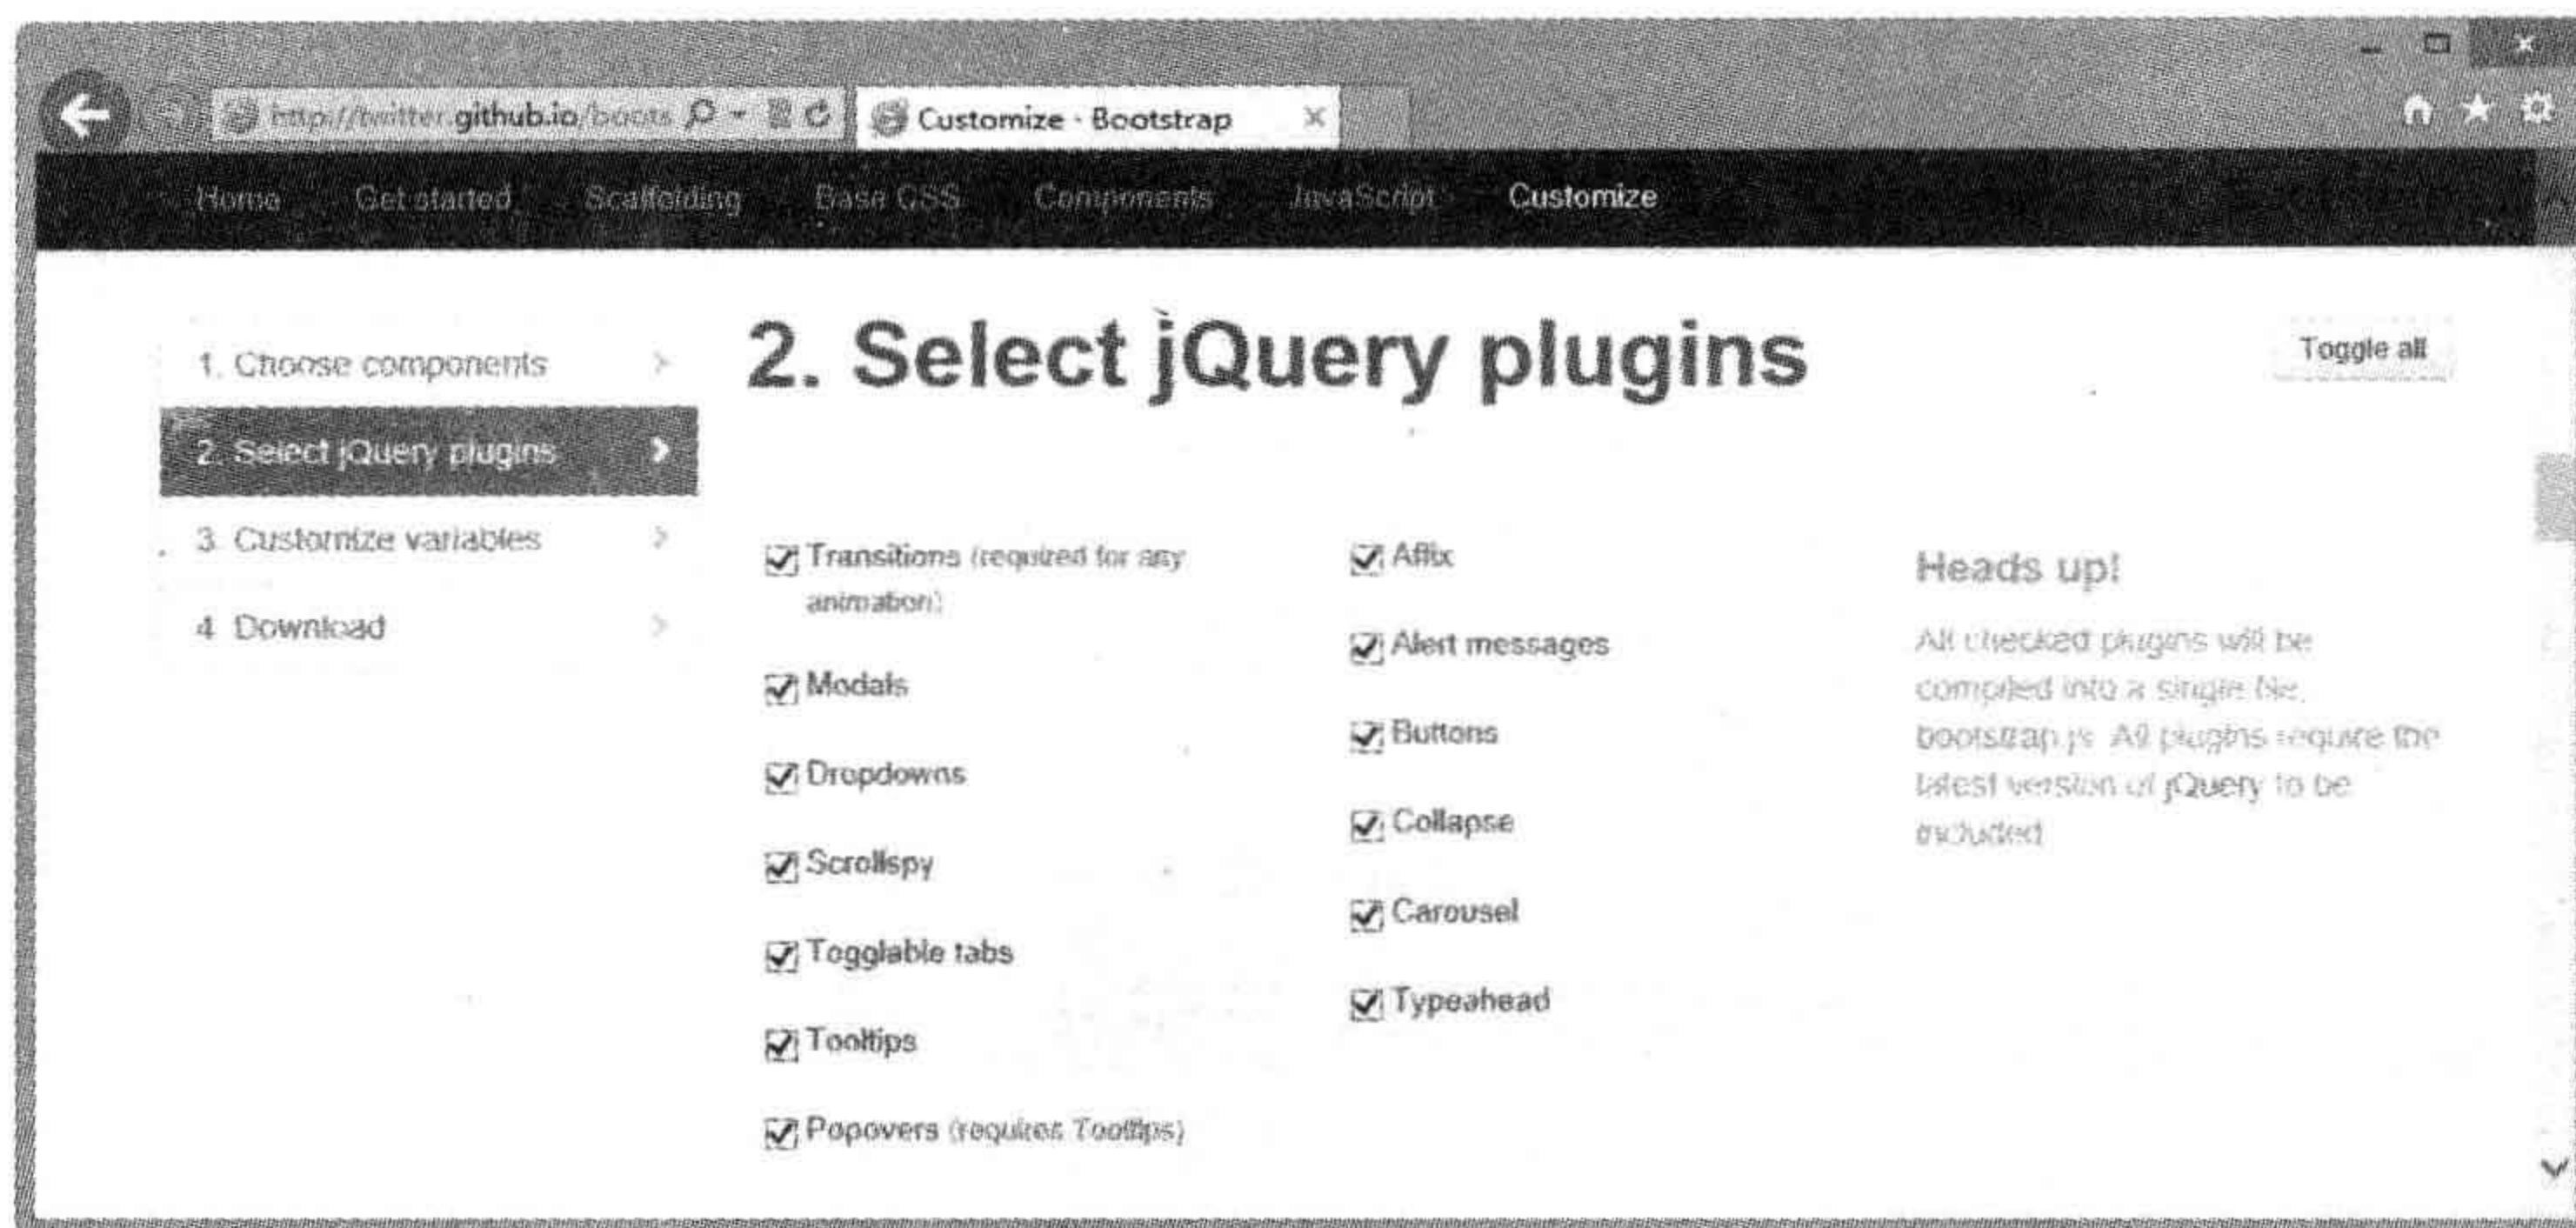 http://twitter.github.io/boots
Customize - Bootstrap
Home Get started Scaffolding Base CSS Components JavaScript Customize
1. Choose components
2. Select jQuery plugins
3. Customize variables
4. Download
2. Select jQuery plugins
Toggle all
Transitions (required for any
animation)
Modals
Dropdowns
Scrollspy
Togglable tabs
Tooltips
Popovers (requires Tooltips)
Affix
Alert messages
Buttons
Collapse
Carousel
Typeahead
Heads up!
All checked plugins will be
compiled into a single file,
bootstrap.js. All plugins require the
latest version of jQuery to be
included.